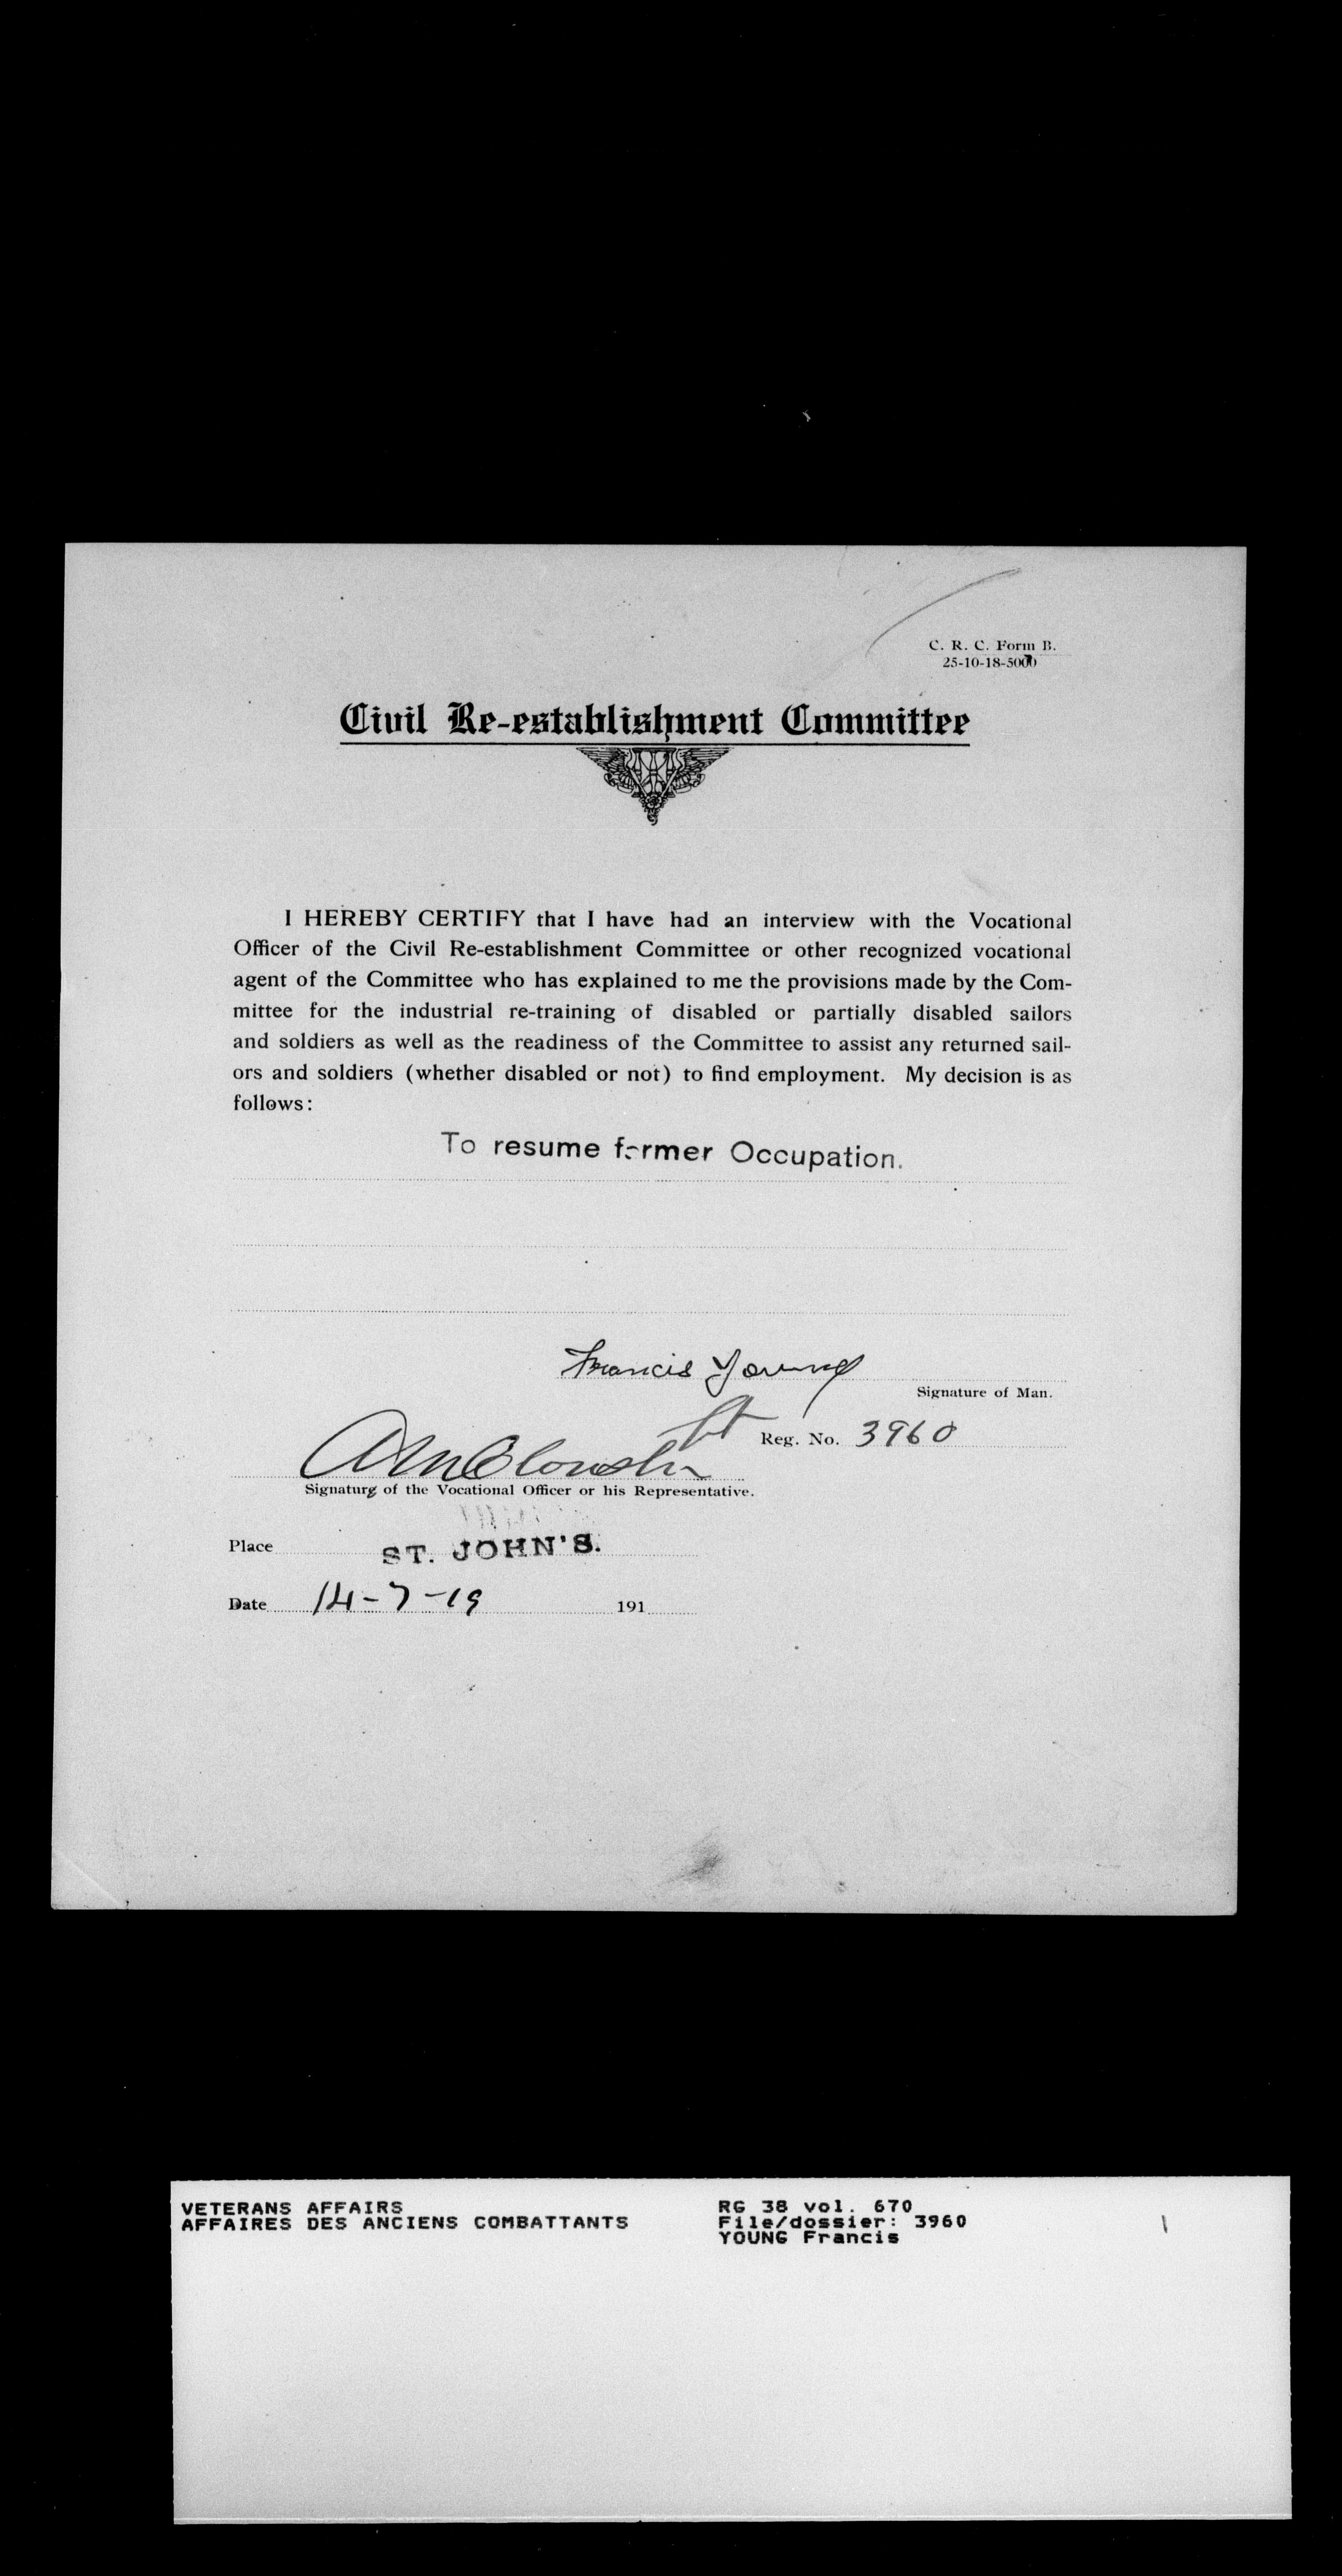 C. R. C. Form B.
25-10-18-5000
Civil Re-establishment Committee
I HEREBY CERTIFY that I have had an interview with the Vocational
Officer of the Civil Re-establishment Committee or other recognized vocational
agent of the Committee who has explained to me the provisions made by the Com-
mittee for the industrial re-training of disabled or partially disabled sailors
and soldiers as well as the readiness of the Committee to assist any returned sail-
ors and soldiers (whether disabled or not) to find employment. My decision is as
follows:
To resume former Occupation.
Francis Young
Signature of Man.
Reg. No. 3960
Signature of the Vocational Officer or his Representative.
Place ST. JOHN'S.
Date 14-7-19 191
VETERANS AFFAIRS
AFFAIRES DES ANCIENS COMBATTANTS
RG 38 vol. 670
File/dossier: 3960
YOUNG Francis